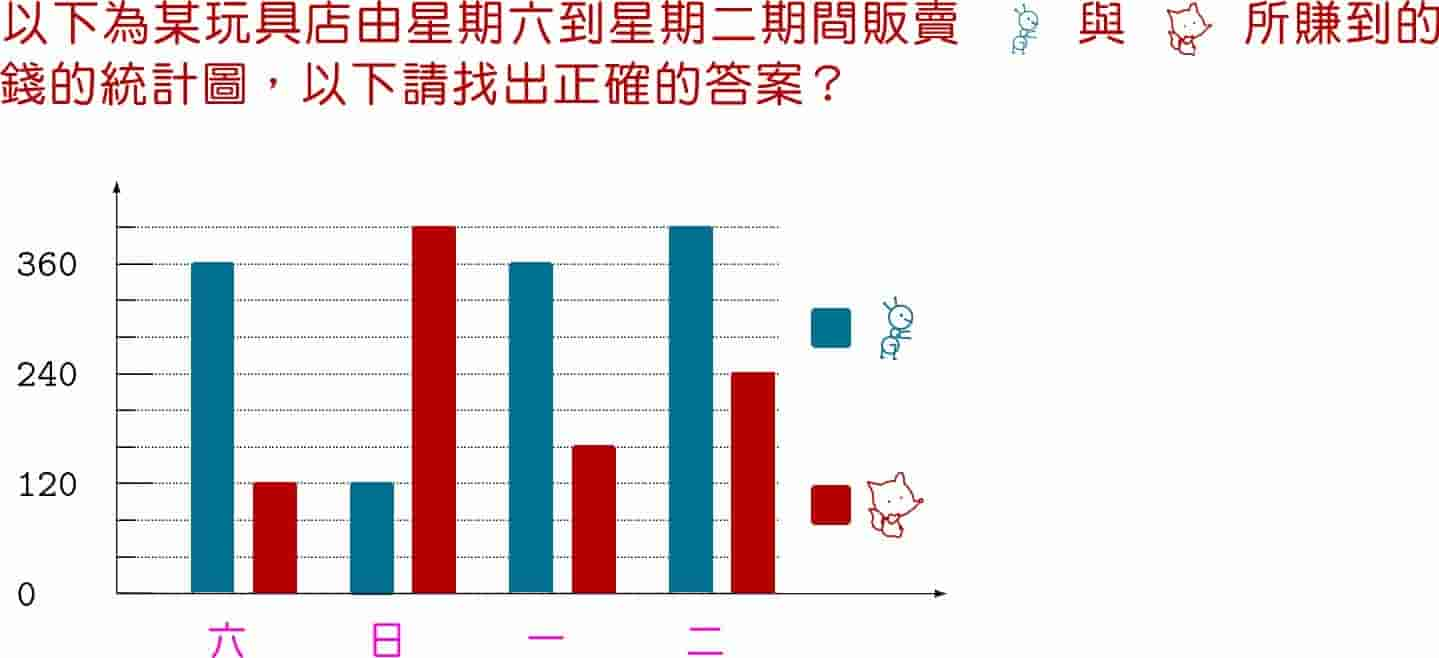 以下為某玩具店由星期六到星期二期間販賣 與 所賺到的
錢的統計圖，以下請找出正確的答案？
360
240
120
0
六 日 一 二